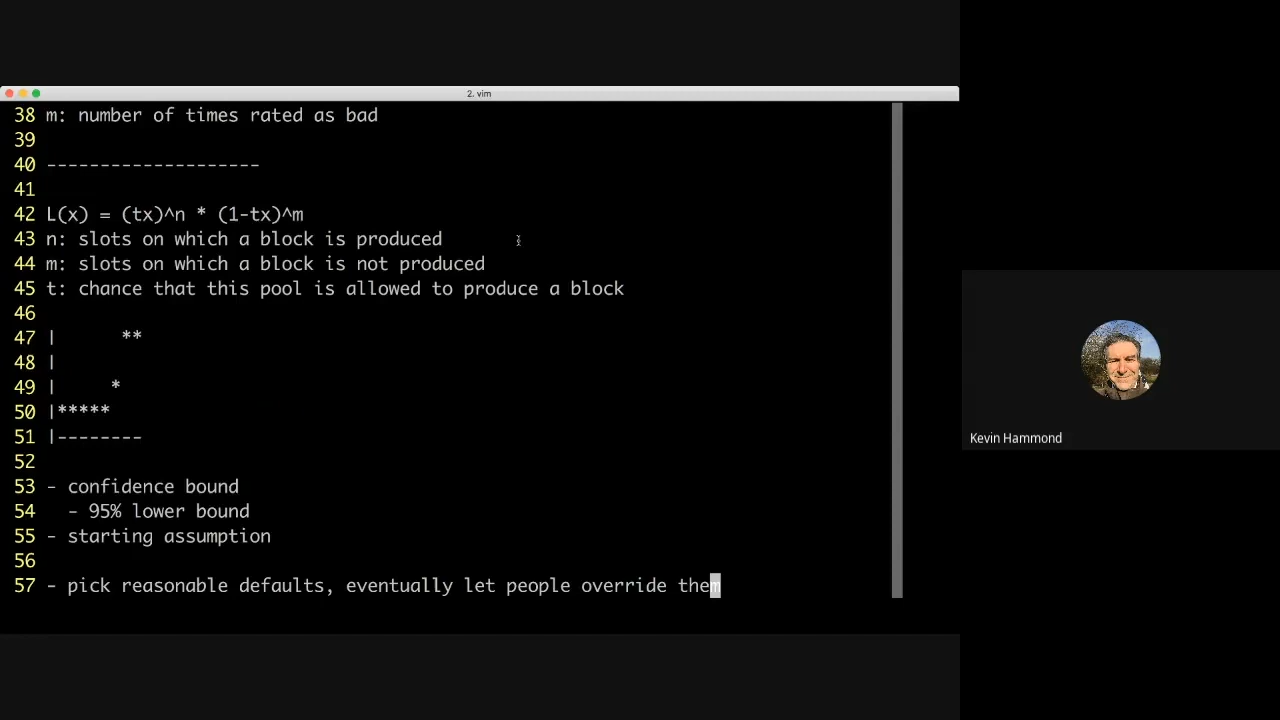 2. vim
38 m: number of times rated as bad
39
40 --------------------
41
42 L(x) = (tx)^n * (1-tx)^m
43 n: slots on which a block is produced
44 m: slots on which a block is not produced
45 t: chance that this pool is allowed to produce a block
46
47 |      **
48 |
49 |     *
50 |*****
51 |--------
52
53 - confidence bound
54   - 95% lower bound
55 - starting assumption
56
57 - pick reasonable defaults, eventually let people override them
Kevin Hammond